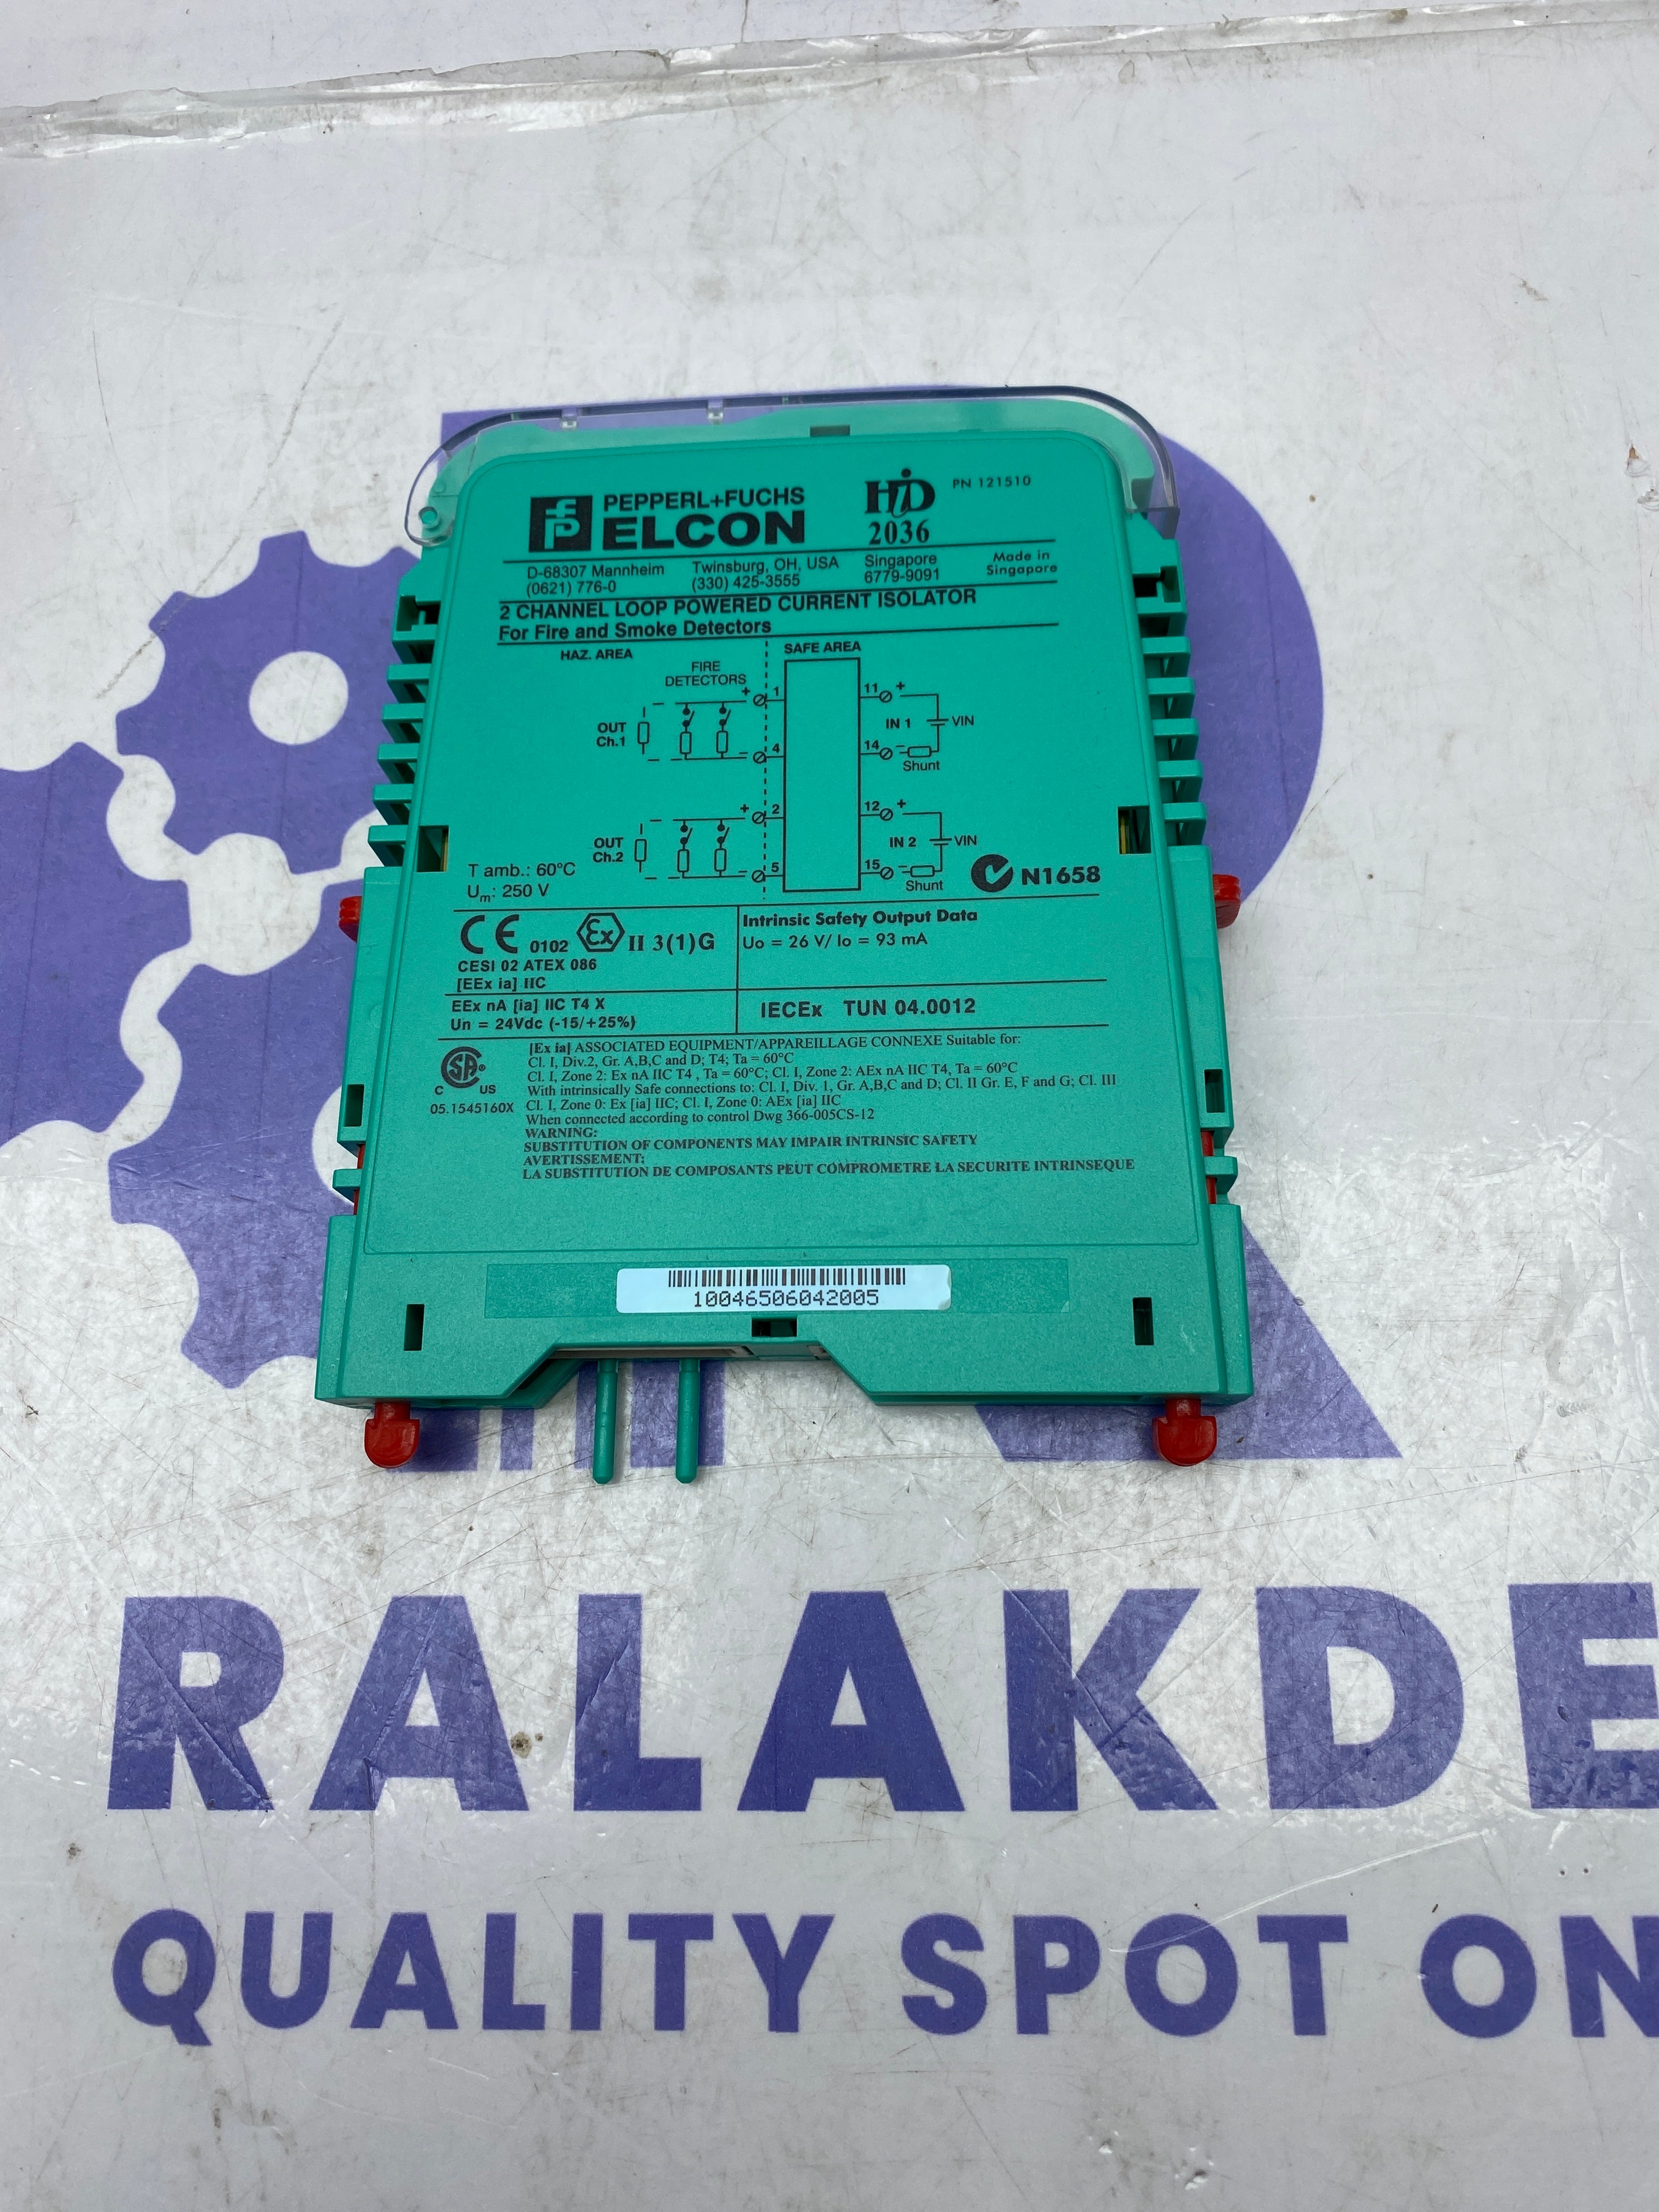 PEPPERL+FUCHS
ELCON
HiD
2036
PN 121510
D-68307 Mannheim
(0621) 776-0
Twinsburg, OH, USA
(330) 425-3555
Singapore
6779-9091
Made in
Singapore
2 CHANNEL LOOP POWERED CURRENT ISOLATOR
For Fire and Smoke Detectors
HAZ. AREA
SAFE AREA
FIRE
DETECTORS
+ 1
11 +
OUT
Ch.1
IN 1
VIN
– 4
14 –
Shunt
+ 2
12 +
OUT
Ch.2
IN 2
VIN
– 5
15 –
Shunt
T amb.: 60°C
Um: 250 V
N1658
CE 0102 Ex II 3(1)G
CESI 02 ATEX 086
[EEx ia] IIC
Intrinsic Safety Output Data
Uo = 26 V/ Io = 93 mA
EEx nA [ia] IIC T4 X
Un = 24Vdc (-15/+25%)
IECEx TUN 04.0012
SA
C US
05.1545160X
[Ex ia] ASSOCIATED EQUIPMENT/APPAREILLAGE CONNEXE Suitable for:
Cl. I, Div.2, Gr. A,B,C and D; T4; Ta = 60°C
Cl. I, Zone 2: Ex nA IIC T4 , Ta = 60°C; Cl. I, Zone 2: AEx nA IIC T4, Ta = 60°C
With intrinsically Safe connections to: Cl. I, Div. 1, Gr. A,B,C and D; Cl. II Gr. E, F and G; Cl. III
Cl. I, Zone 0: Ex [ia] IIC; Cl. I, Zone 0: AEx [ia] IIC
When connected according to control Dwg 366-005CS-12
WARNING:
SUBSTITUTION OF COMPONENTS MAY IMPAIR INTRINSIC SAFETY
AVERTISSEMENT:
LA SUBSTITUTION DE COMPOSANTS PEUT COMPROMETRE LA SECURITE INTRINSEQUE
10046506042005
RALAKDE
QUALITY SPOT ON